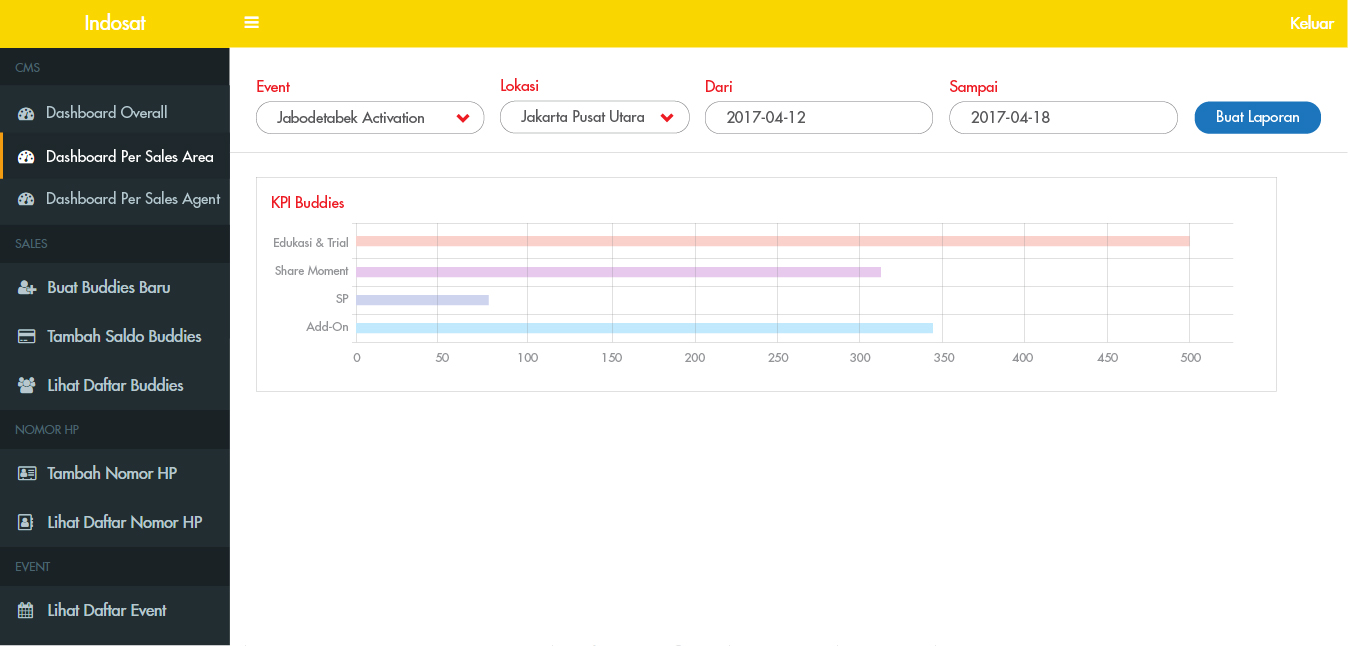 Indosat
Keluar
CMS
Dashboard Overall
Dashboard Per Sales Area
Dashboard Per Sales Agent
SALES
Buat Buddies Baru
Tambah Saldo Buddies
Lihat Daftar Buddies
NOMOR HP
Tambah Nomor HP
Lihat Daftar Nomor HP
EVENT
Lihat Daftar Event
Event Lokasi Dari Sampai
Jabodetabek Activation Jakarta Pusat Utara 2017-04-12 2017-04-18 Buat Laporan
KPI Buddies
Edukasi & Trial
Share Moment
SP
Add-On
0 50 100 150 200 250 300 350 400 450 500